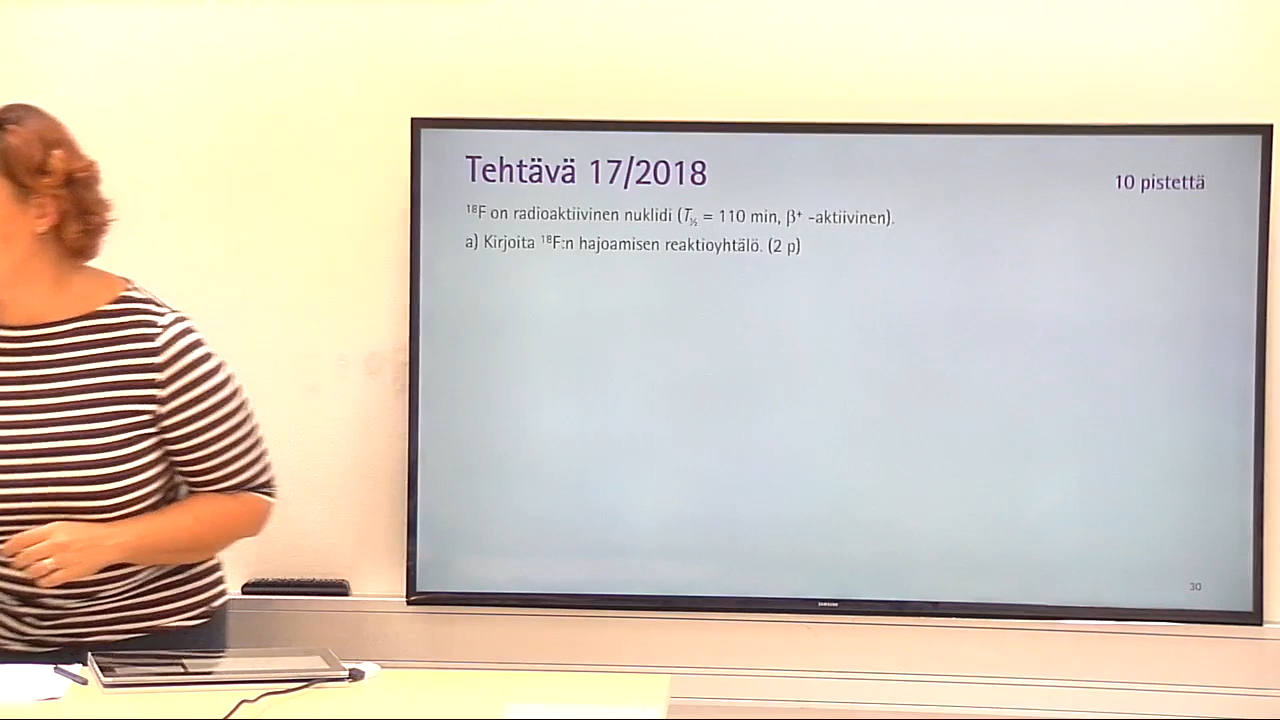 Tehtävä 17/2018
10 pistettä
¹⁸F on radioaktiivinen nuklidi (T½ = 110 min, β⁺ -aktiivinen).
a) Kirjoita ¹⁸F:n hajoamisen reaktioyhtälö. (2 p)
30
SAMSUNG